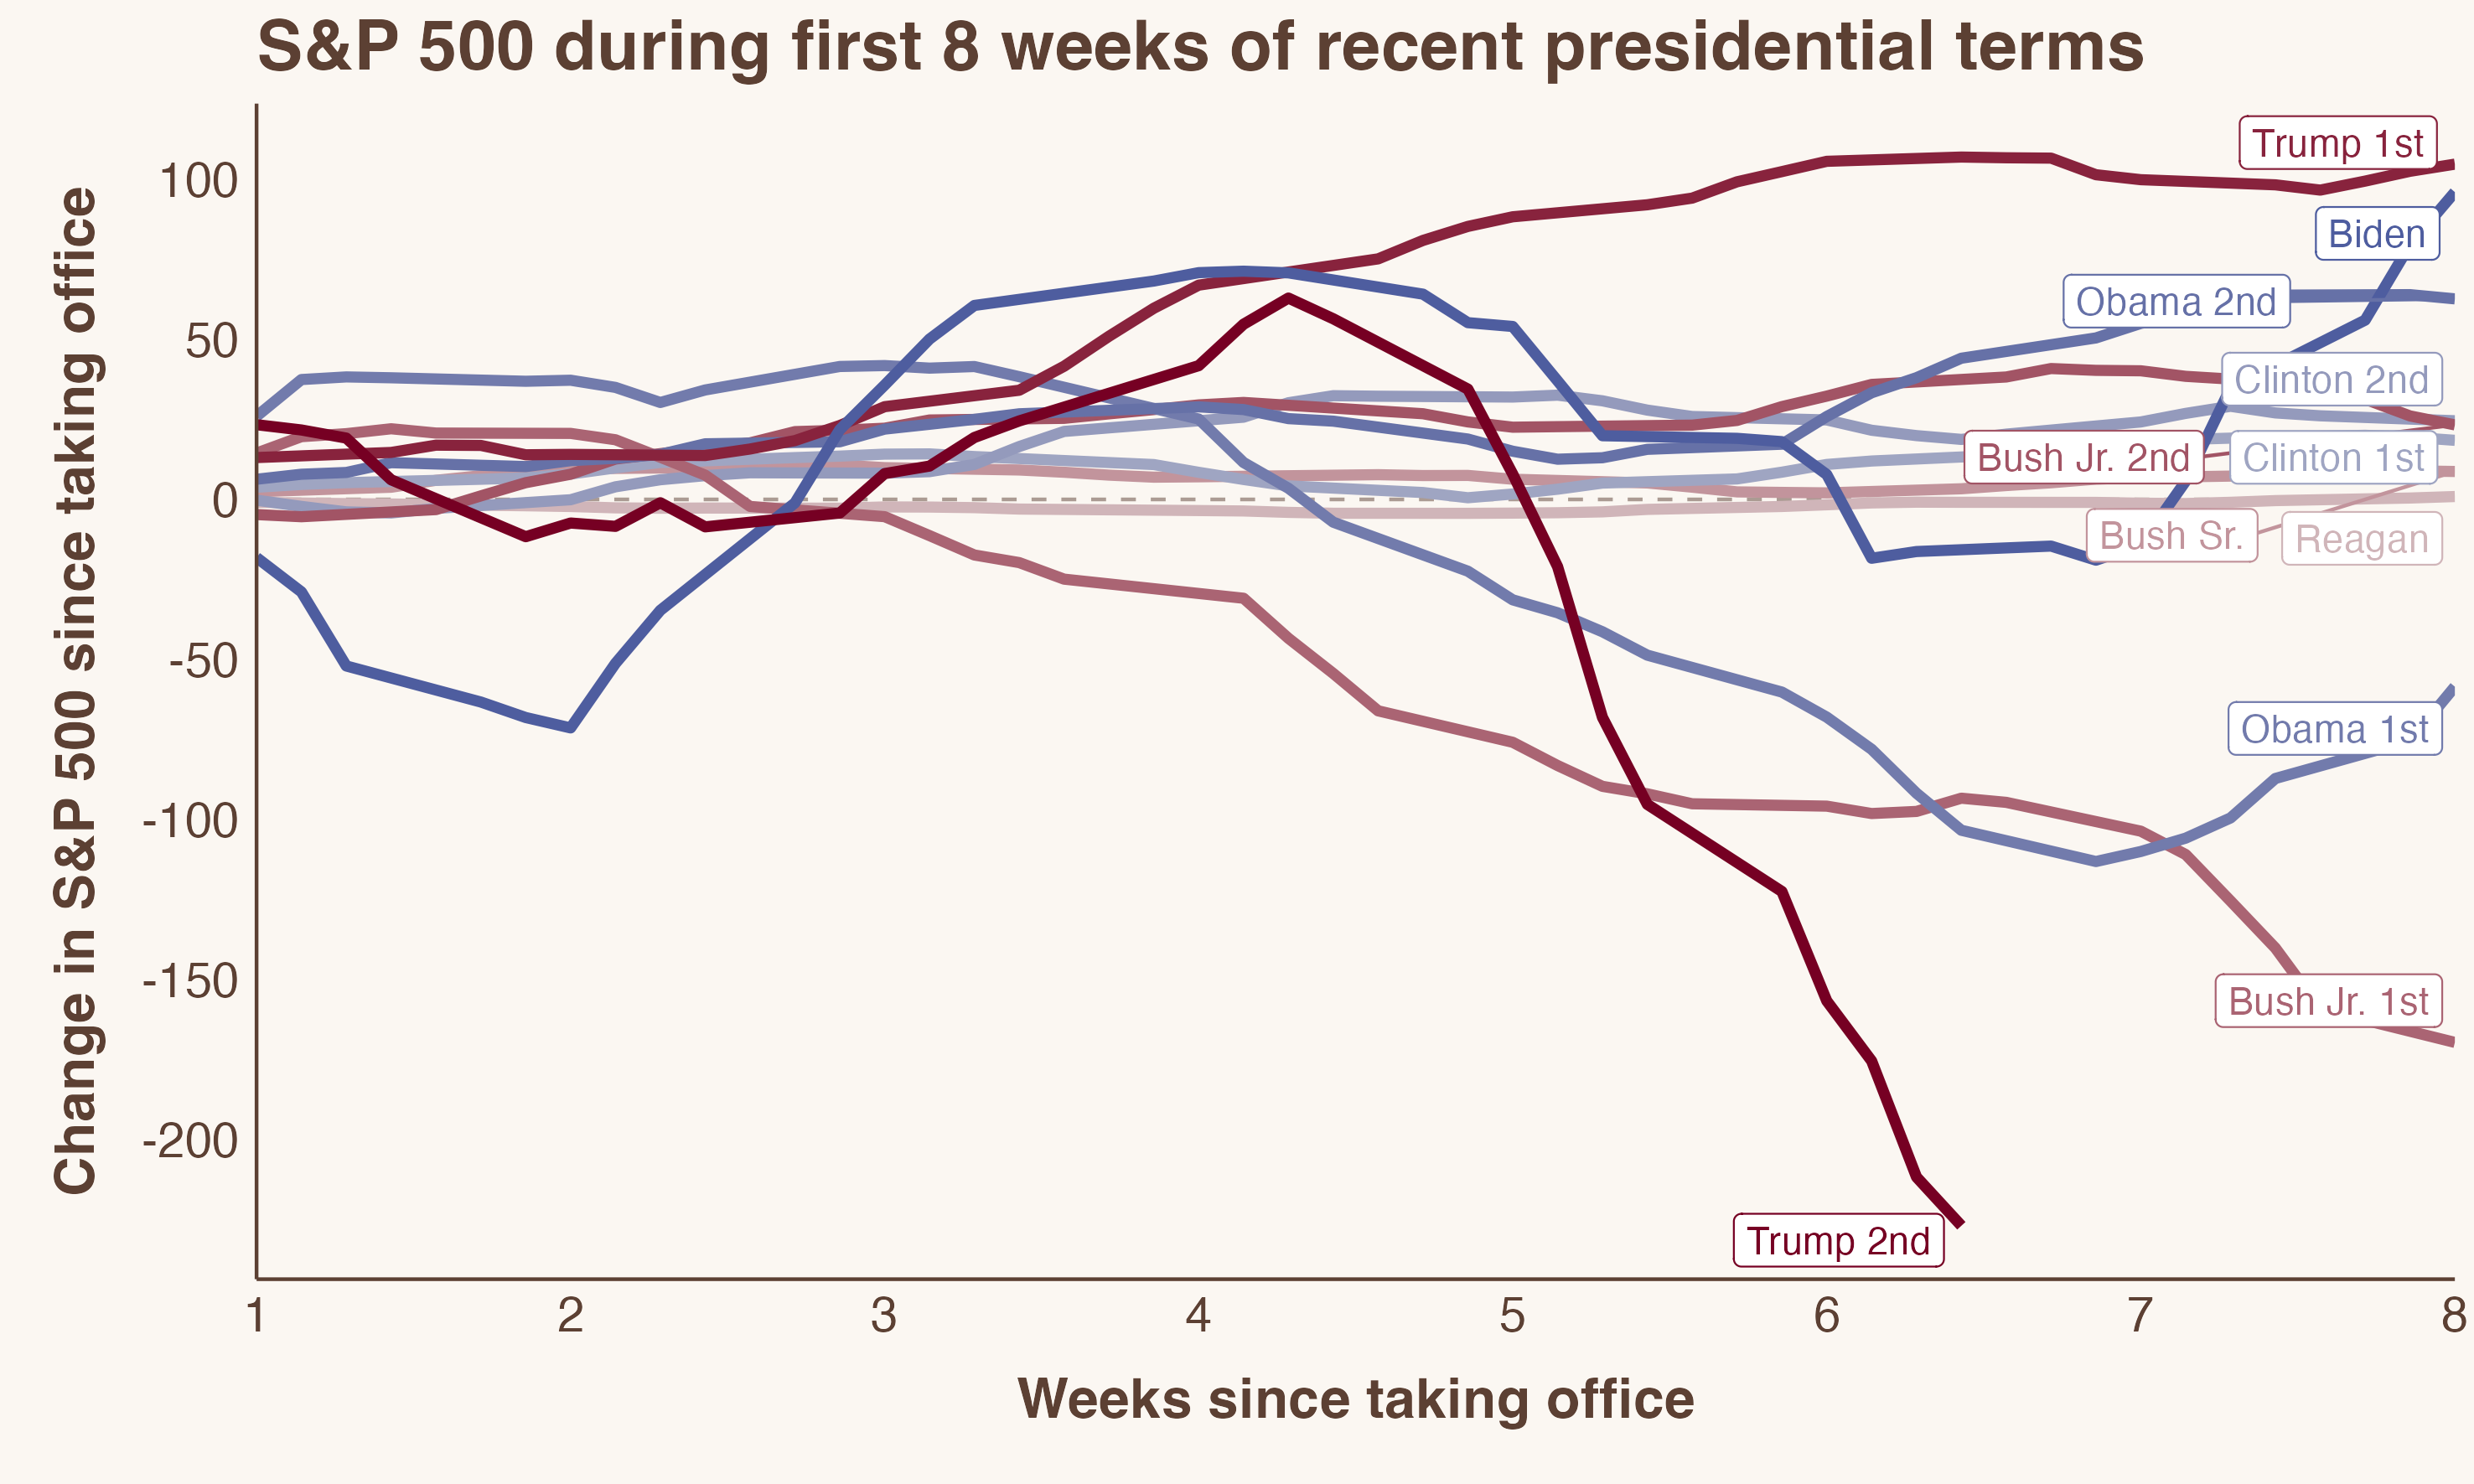 S&P 500 during first 8 weeks of recent presidential terms
Change in S&P 500 since taking office
100
50
0
-50
-100
-150
-200
Trump 1st
Biden
Obama 2nd
Clinton 2nd
Bush Jr. 2nd
Clinton 1st
Bush Sr.
Reagan
Obama 1st
Bush Jr. 1st
Trump 2nd
1 2 3 4 5 6 7 8
Weeks since taking office